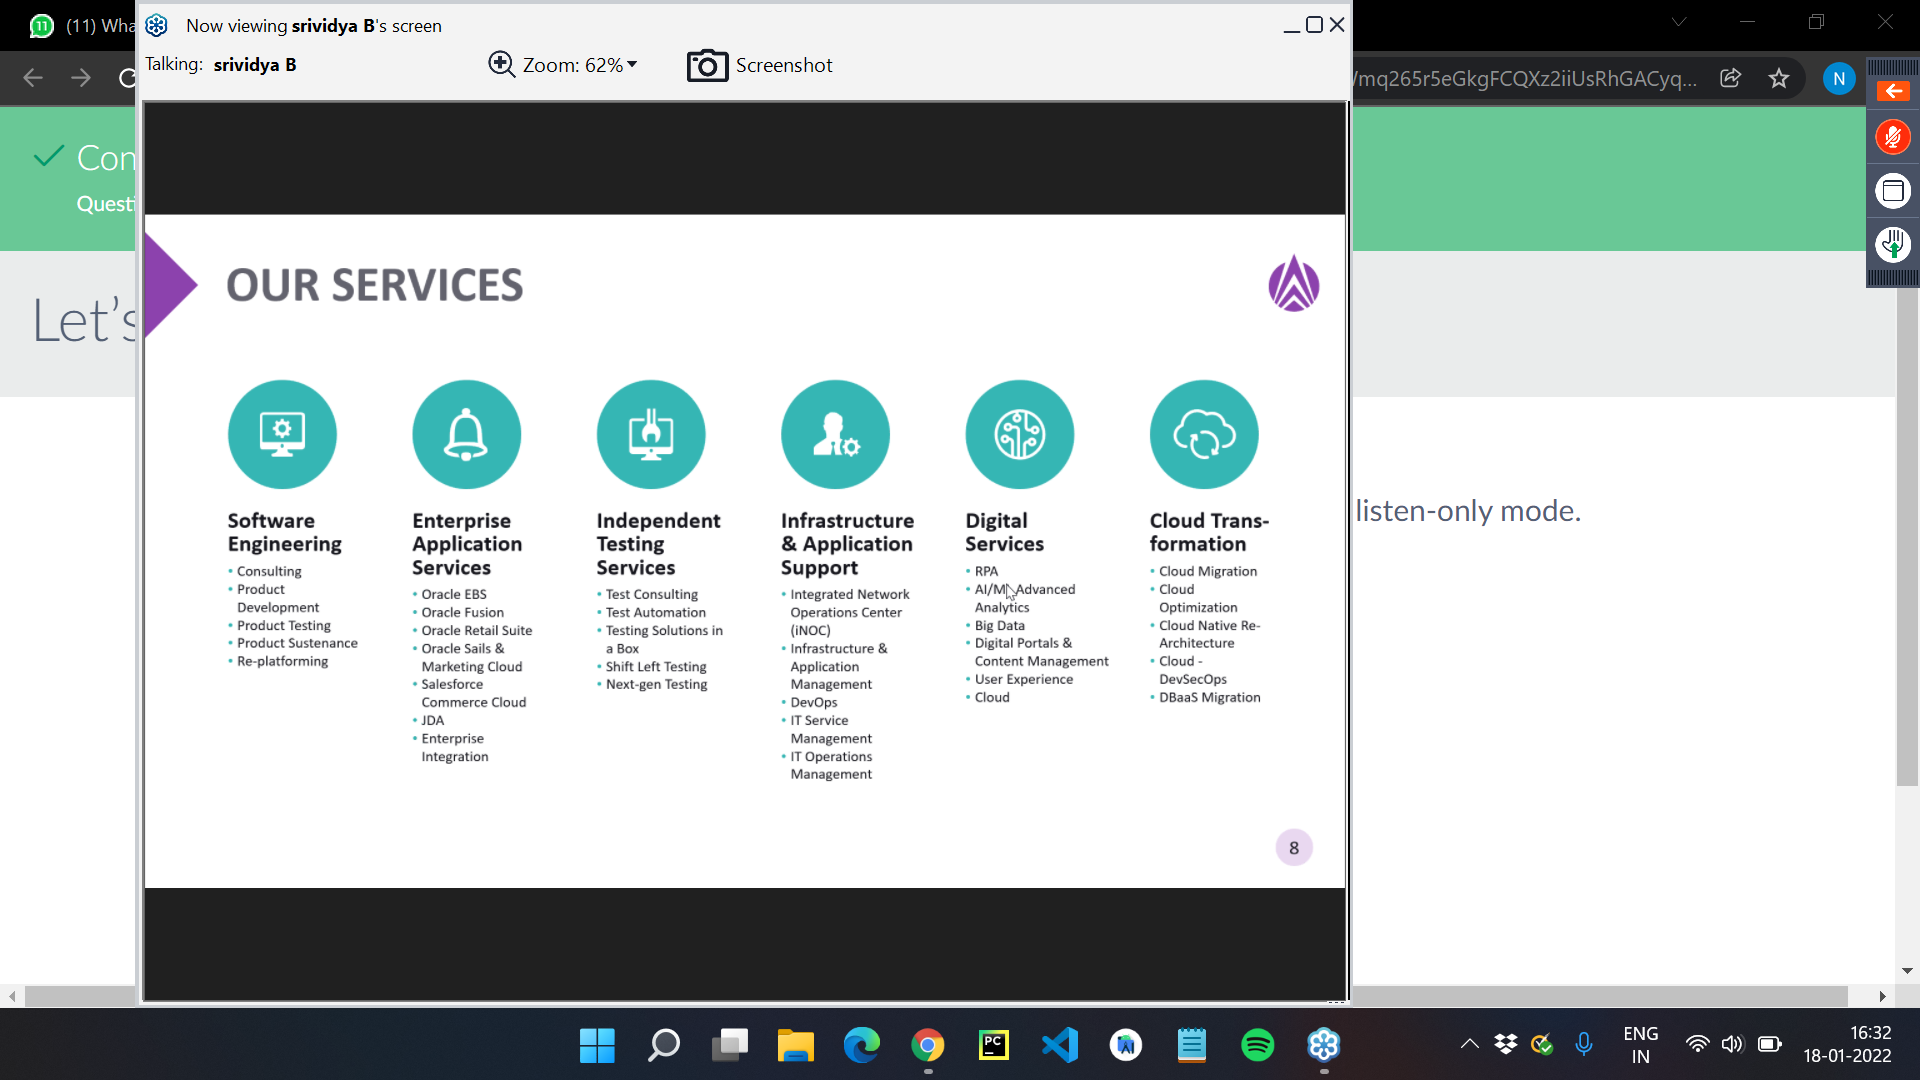 (11) Wha
Now viewing srividya B's screen
Talking: srividya B
Zoom: 62%
Screenshot
/mq265r5eGkgFCQXz2iiUsRhGACyq...
N
Con
Questi
Let's
listen-only mode.
OUR SERVICES
Software
Engineering
• Consulting
• Product
Development
• Product Testing
• Product Sustenance
• Re-platforming
Enterprise
Application
Services
• Oracle EBS
• Oracle Fusion
• Oracle Retail Suite
• Oracle Sails &
Marketing Cloud
• Salesforce
Commerce Cloud
• JDA
• Enterprise
Integration
Independent
Testing
Services
• Test Consulting
• Test Automation
• Testing Solutions in
a Box
• Shift Left Testing
• Next-gen Testing
Infrastructure
& Application
Support
• Integrated Network
Operations Center
(iNOC)
• Infrastructure &
Application
Management
• DevOps
• IT Service
Management
• IT Operations
Management
Digital
Services
• RPA
• AI/M Advanced
Analytics
• Big Data
• Digital Portals &
Content Management
• User Experience
• Cloud
Cloud Trans-
formation
• Cloud Migration
• Cloud
Optimization
• Cloud Native Re-
Architecture
• Cloud -
DevSecOps
• DBaaS Migration
8
PC
ENG
IN
16:32
18-01-2022